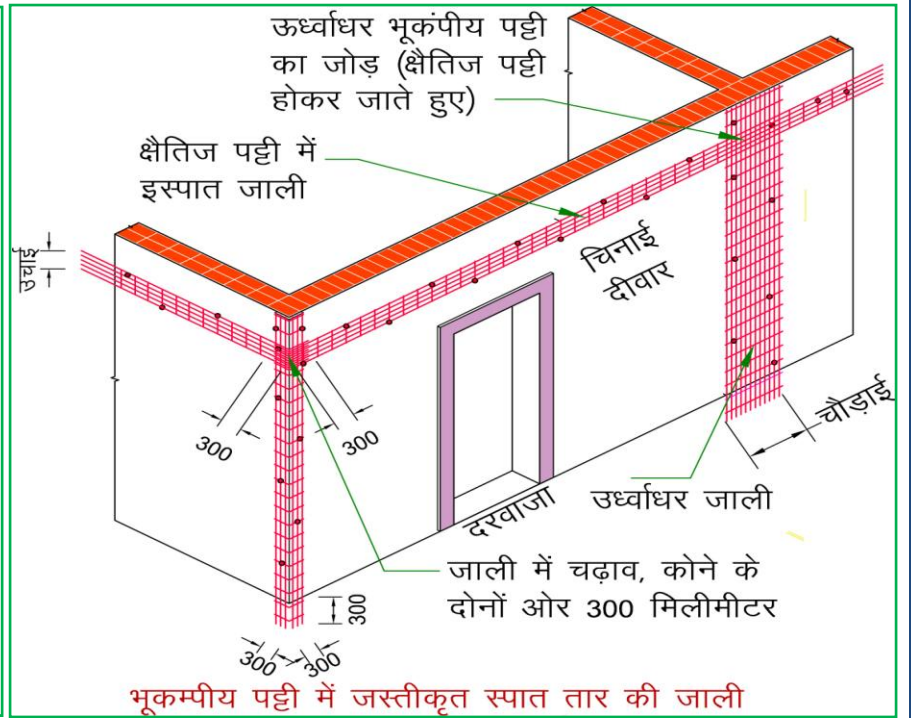 ऊर्ध्वाधर भूकंपीय पट्टी
का जोड़ (क्षैतिज पट्टी
होकर जाते हुए)
क्षैतिज पट्टी में
इस्पात जाली
उचाई
चिनाई
दीवार
300
300
चौड़ाई
उर्ध्वाधर जाली
दरवाजा
जाली में चढ़ाव, कोने के
दोनों ओर 300 मिलीमीटर
300
300
300
भूकम्पीय पट्टी में जस्तीकृत स्पात तार की जाली